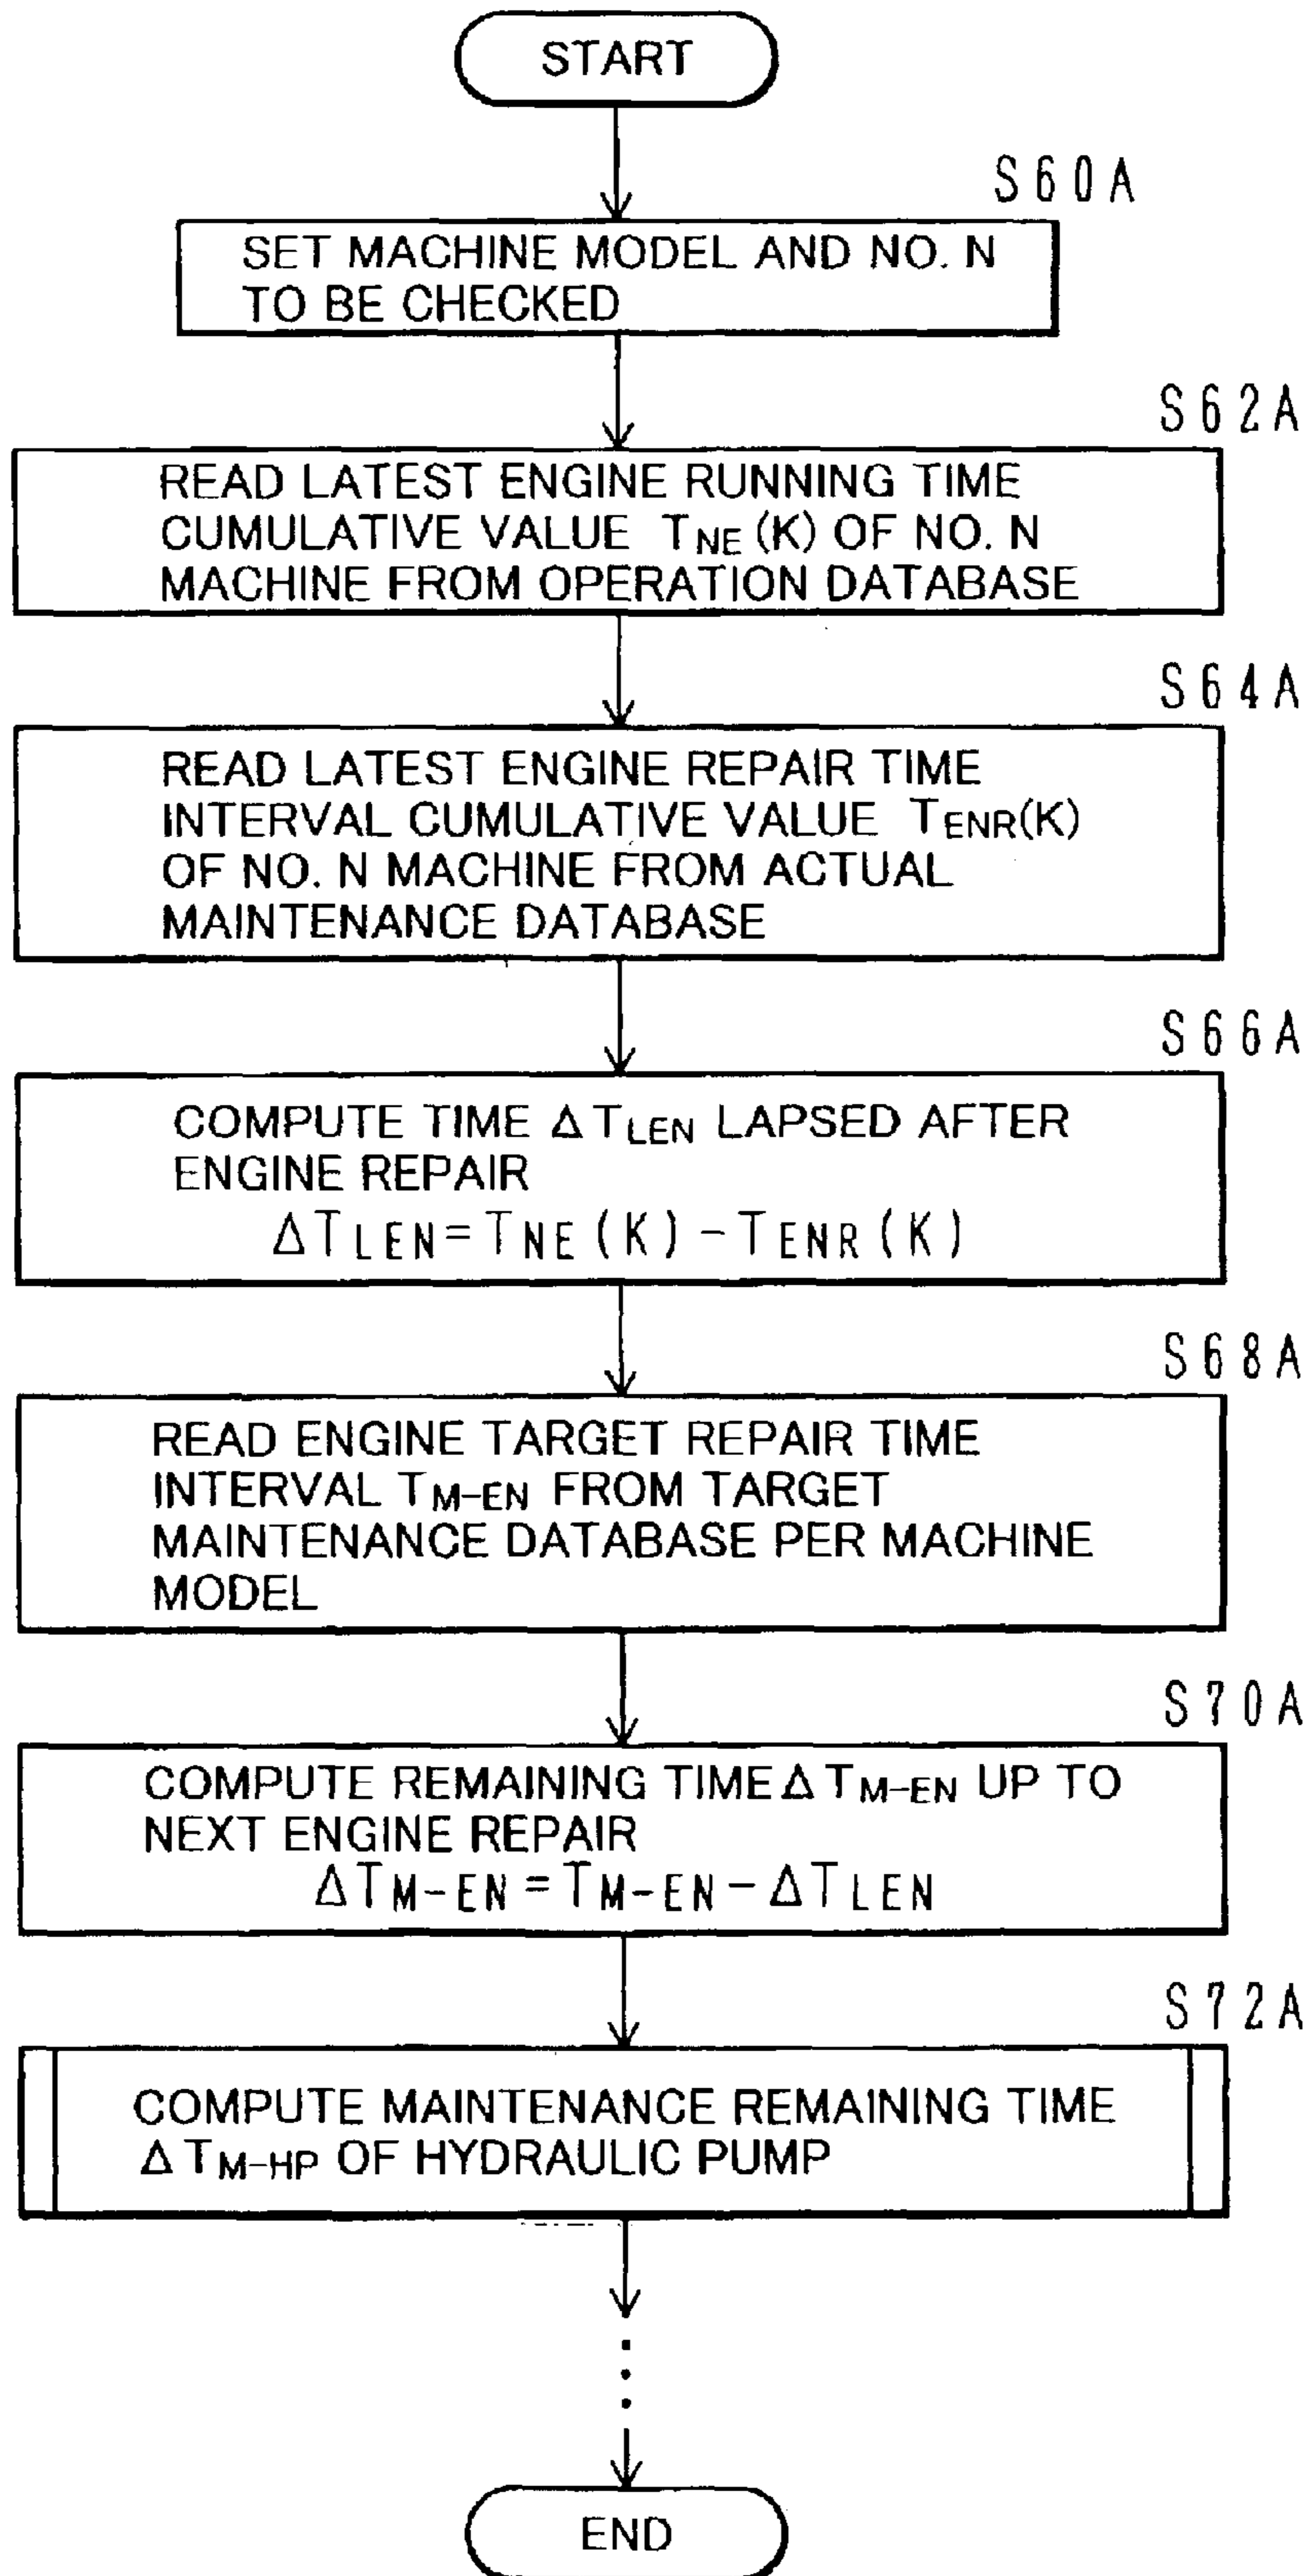 START
S60A
SET MACHINE MODEL AND NO. N
TO BE CHECKED
S62A
READ LATEST ENGINE RUNNING TIME
CUMULATIVE VALUE TNE (K) OF NO. N
MACHINE FROM OPERATION DATABASE
S64A
READ LATEST ENGINE REPAIR TIME
INTERVAL CUMULATIVE VALUE TENR(K)
OF NO. N MACHINE FROM ACTUAL
MAINTENANCE DATABASE
S66A
COMPUTE TIME ΔTLEN LAPSED AFTER
ENGINE REPAIR
ΔTLEN=TNE(K)-TENR(K)
S68A
READ ENGINE TARGET REPAIR TIME
INTERVAL TM-EN FROM TARGET
MAINTENANCE DATABASE PER MACHINE
MODEL
S70A
COMPUTE REMAINING TIME ΔTM-EN UP TO
NEXT ENGINE REPAIR
ΔTM-EN=TM-EN-ΔTLEN
S72A
COMPUTE MAINTENANCE REMAINING TIME
ΔTM-HP OF HYDRAULIC PUMP
END